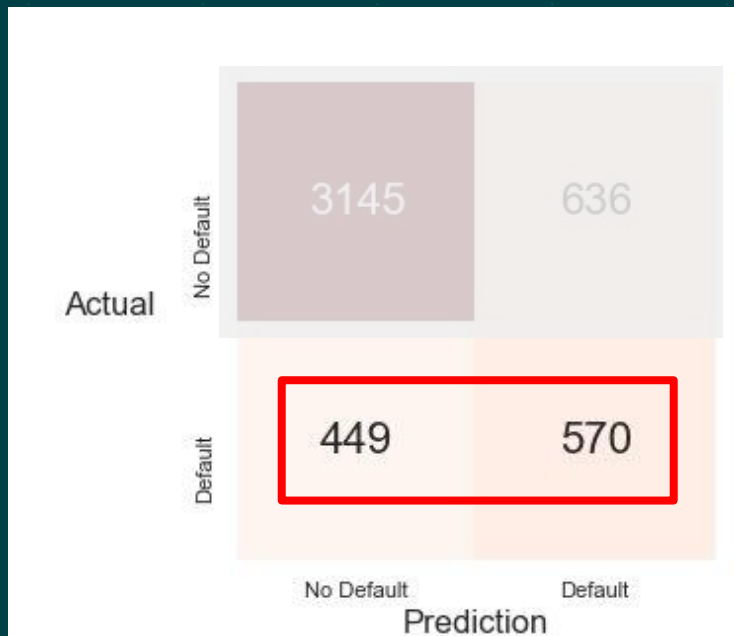 No Default
3145 636
Actual
Default
449 570
No Default Default
Prediction